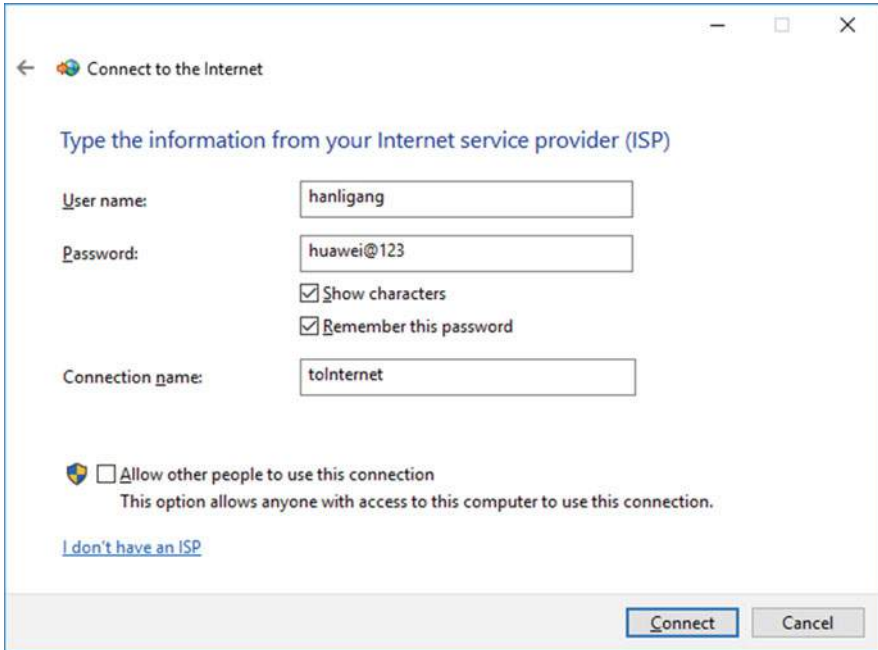 Connect to the Internet
Type the information from your Internet service provider (ISP)
User name:
hanligang
Password:
huawei@123
Show characters
Remember this password
Connection name:
toInternet
Allow other people to use this connection
This option allows anyone with access to this computer to use this connection.
I don't have an ISP
Connect
Cancel